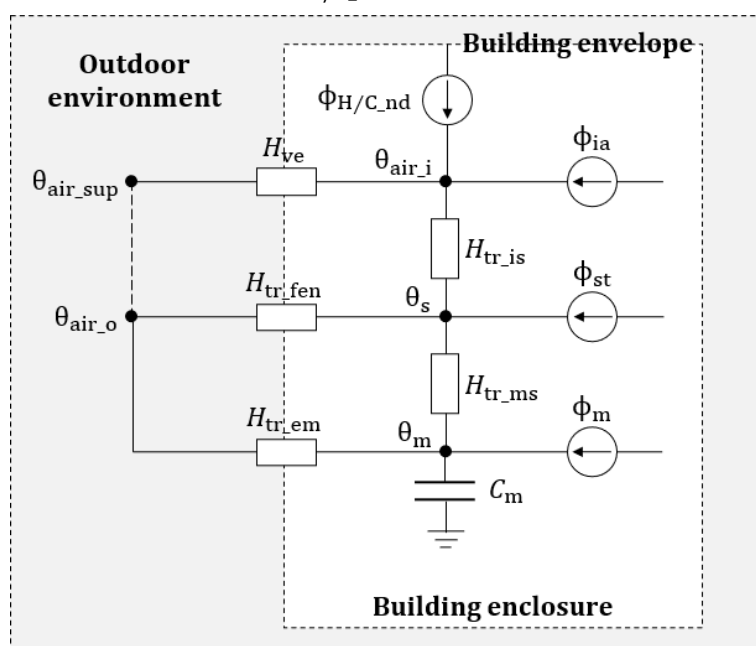 Building envelope
Outdoor
environment
ϕH/C_nd
Hve
θair_i
ϕia
θair_sup
Htr_is
Htr_fen
θs
ϕst
θair_o
Htr_ms
Htr_em
θm
ϕm
Cm
Building enclosure